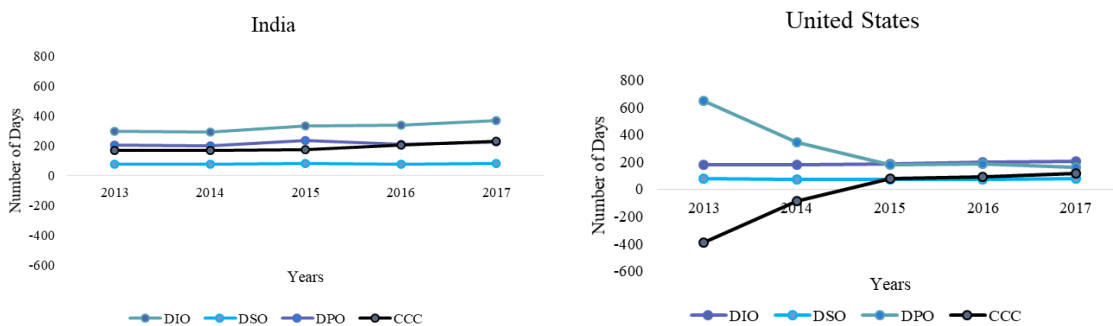 India
800
600
400
200
0
-200
-400
-600
Number of Days
2013 2014 2015 2016 2017
Years
DIO DSO DPO CCC
United States
800
600
400
200
0
-200
-400
-600
Number of Days
2013 2014 2015 2016 2017
Years
DIO DSO DPO CCC